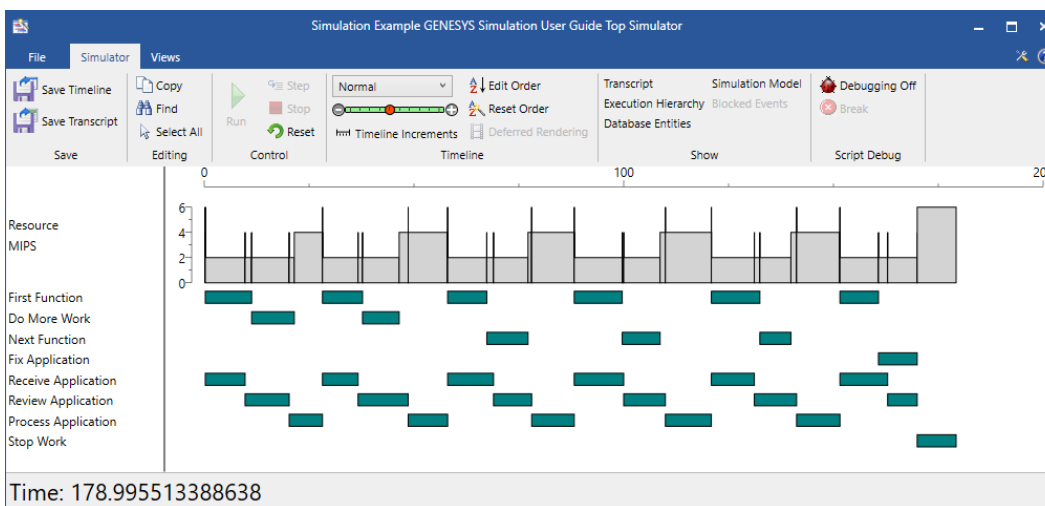 Simulation Example GENESYS Simulation User Guide Top Simulator
File Simulator Views
Save Timeline
Save Transcript
Save
Copy
Find
Select All
Editing
Run
Step
Stop
Reset
Control
Normal
Timeline Increments
Edit Order
Reset Order
Deferred Rendering
Timeline
Transcript
Execution Hierarchy
Database Entities
Simulation Model
Blocked Events
Show
Debugging Off
Break
Script Debug
0 100 20
Resource
MIPS
6
4
2
0
First Function
Do More Work
Next Function
Fix Application
Receive Application
Review Application
Process Application
Stop Work
Time: 178.995513388638